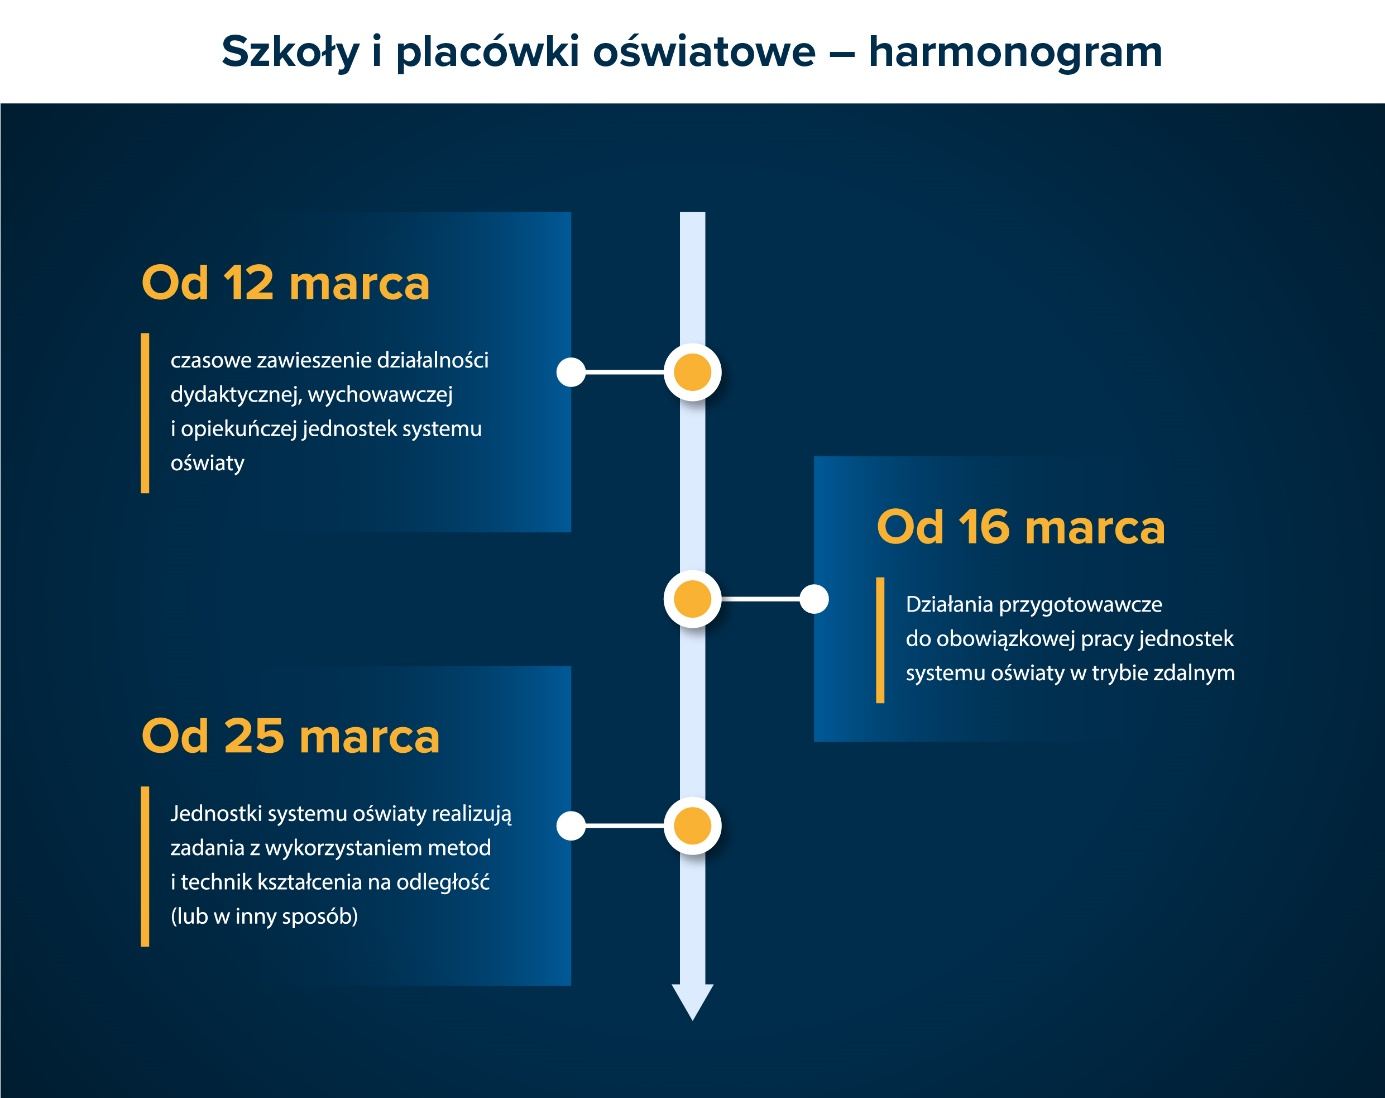 Szkoły i placówki oświatowe – harmonogram
Od 12 marca
czasowe zawieszenie działalności
dydaktycznej, wychowawczej
i opiekuńczej jednostek systemu
oświaty
Od 16 marca
Działania przygotowawcze
do obowiązkowej pracy jednostek
systemu oświaty w trybie zdalnym
Od 25 marca
Jednostki systemu oświaty realizują
zadania z wykorzystaniem metod
i technik kształcenia na odległość
(lub w inny sposób)